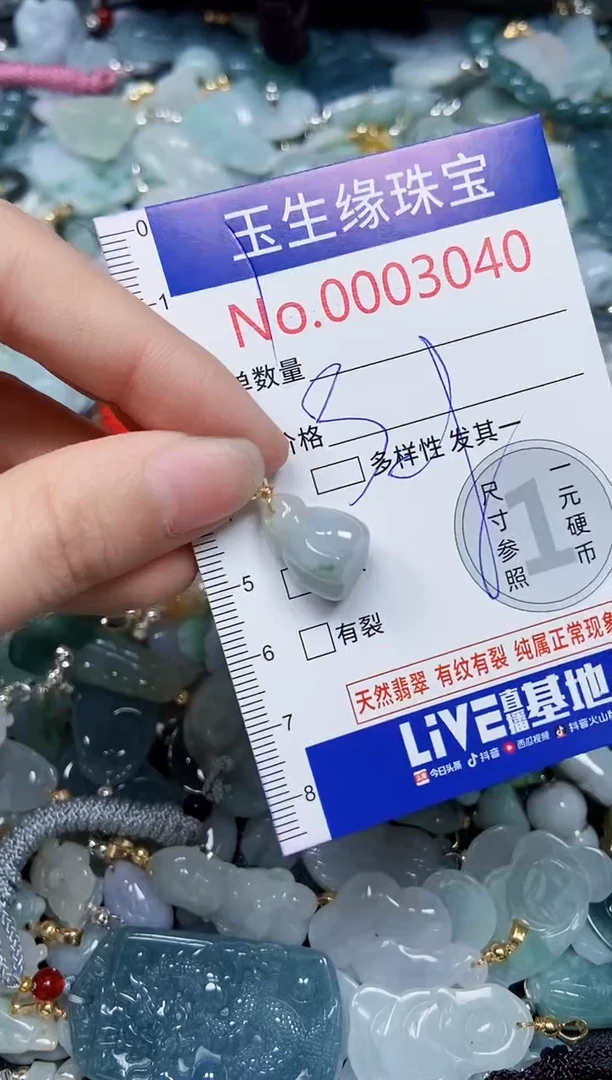 玉生缘珠宝
No.0003040
单数量
价格
多样性 发其一
一元硬币
尺寸参照
1
有裂
天然翡翠 有纹有裂 纯属正常现象
LiVE直播基地
今日头条 抖音 西瓜视频 抖音火山
0
1
5
6
7
8